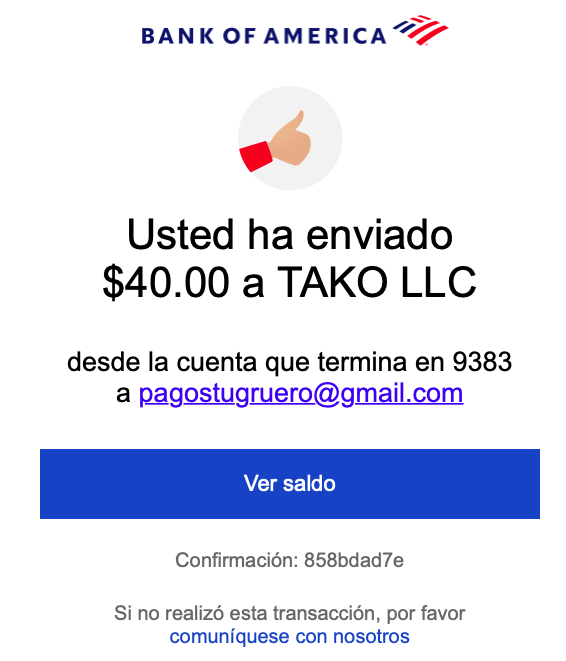 BANK OF AMERICA
Usted ha enviado
$40.00 a TAKO LLC
desde la cuenta que termina en 9383
a pagostugruero@gmail.com
Ver saldo
Confirmación: 858bdad7e
Si no realizó esta transacción, por favor
comuníquese con nosotros